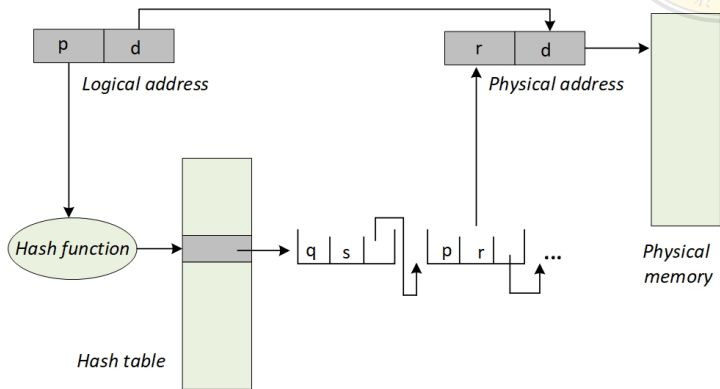 p d
Logical address
r d
Physical address
Hash function
q s
p r
...
Physical
memory
Hash table